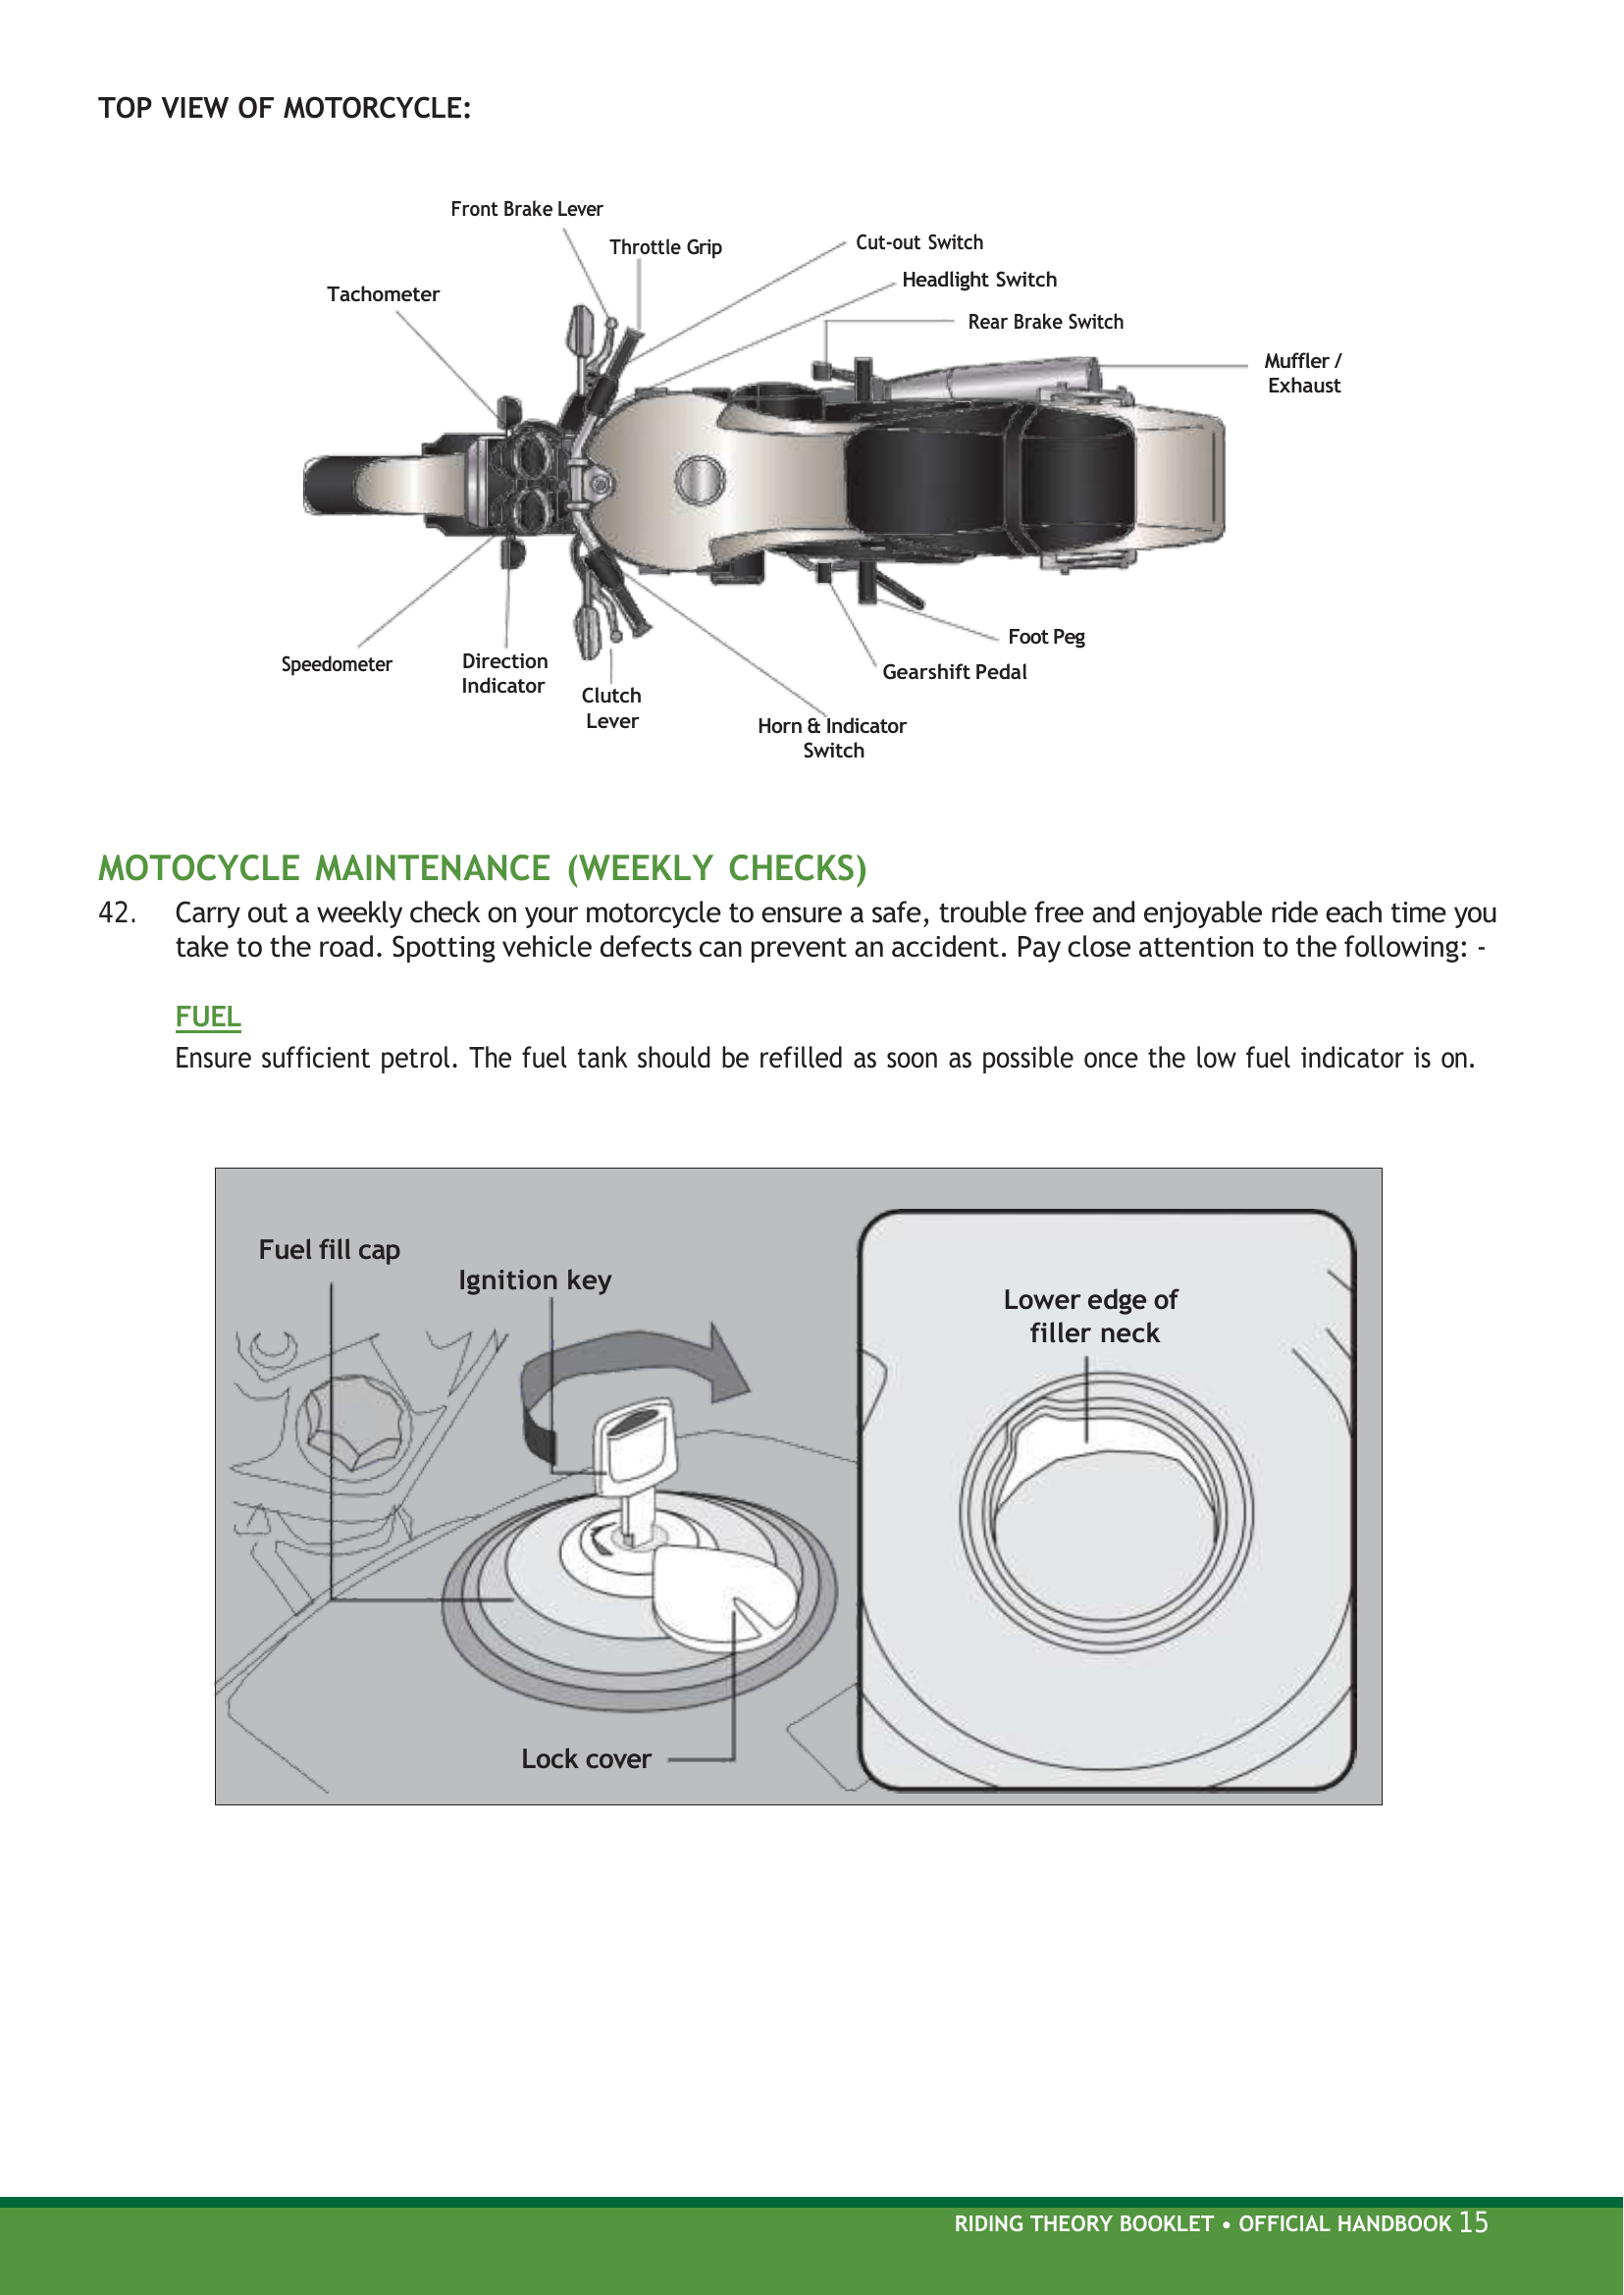 TOP VIEW OF MOTORCYCLE:
Front Brake Lever
Throttle Grip
Cut-out Switch
Headlight Switch
Tachometer
Rear Brake Switch
Muffler /
Exhaust
Foot Peg
Speedometer
Direction
Indicator
Gearshift Pedal
Clutch
Lever
Horn & Indicator
Switch
MOTOCYCLE MAINTENANCE (WEEKLY CHECKS)
42. Carry out a weekly check on your motorcycle to ensure a safe, trouble free and enjoyable ride each time you
take to the road. Spotting vehicle defects can prevent an accident. Pay close attention to the following: -
FUEL
Ensure sufficient petrol. The fuel tank should be refilled as soon as possible once the low fuel indicator is on.
Fuel fill cap
Ignition key
Lower edge of
filler neck
Lock cover
RIDING THEORY BOOKLET • OFFICIAL HANDBOOK 15